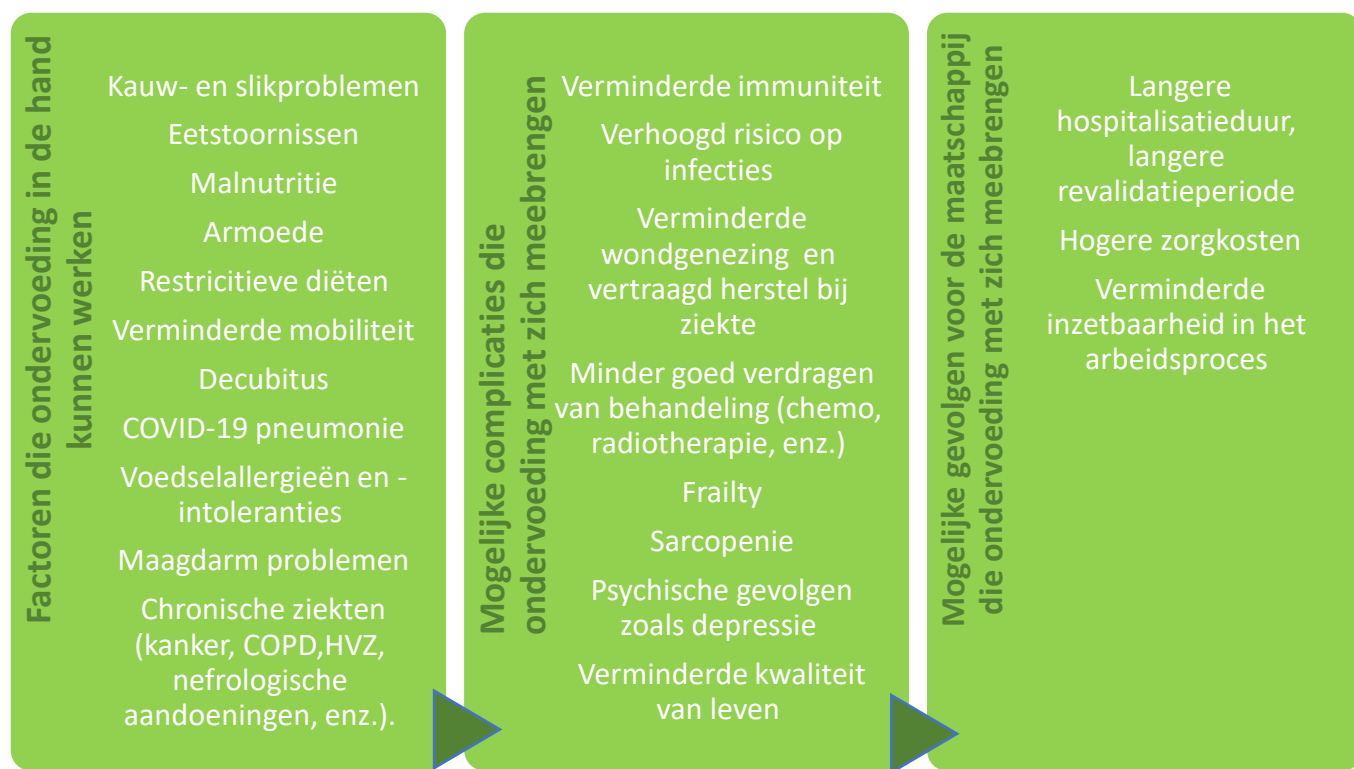 Factoren die ondervoeding in de hand
kunnen werken
Kauw- en slikproblemen
Eetstoornissen
Malnutritie
Armoede
Restricitieve diëten
Verminderde mobiliteit
Decubitus
COVID-19 pneumonie
Voedselallergieën en -
intoleranties
Maagdarm problemen
Chronische ziekten
(kanker, COPD,HVZ,
nefrologische
aandoeningen, enz.).
Mogelijke complicaties die
ondervoeding met zich meebrengen
Verminderde immuniteit
Verhoogd risico op
infecties
Verminderde
wondgenezing en
vertraagd herstel bij
ziekte
Minder goed verdragen
van behandeling (chemo,
radiotherapie, enz.)
Frailty
Sarcopenie
Psychische gevolgen
zoals depressie
Verminderde kwaliteit
van leven
Mogelijke gevolgen voor de maatschappij
die ondervoeding met zich meebrengen
Langere
hospitalisatieduur,
langere
revalidatieperiode
Hogere zorgkosten
Verminderde
inzetbaarheid in het
arbeidsproces